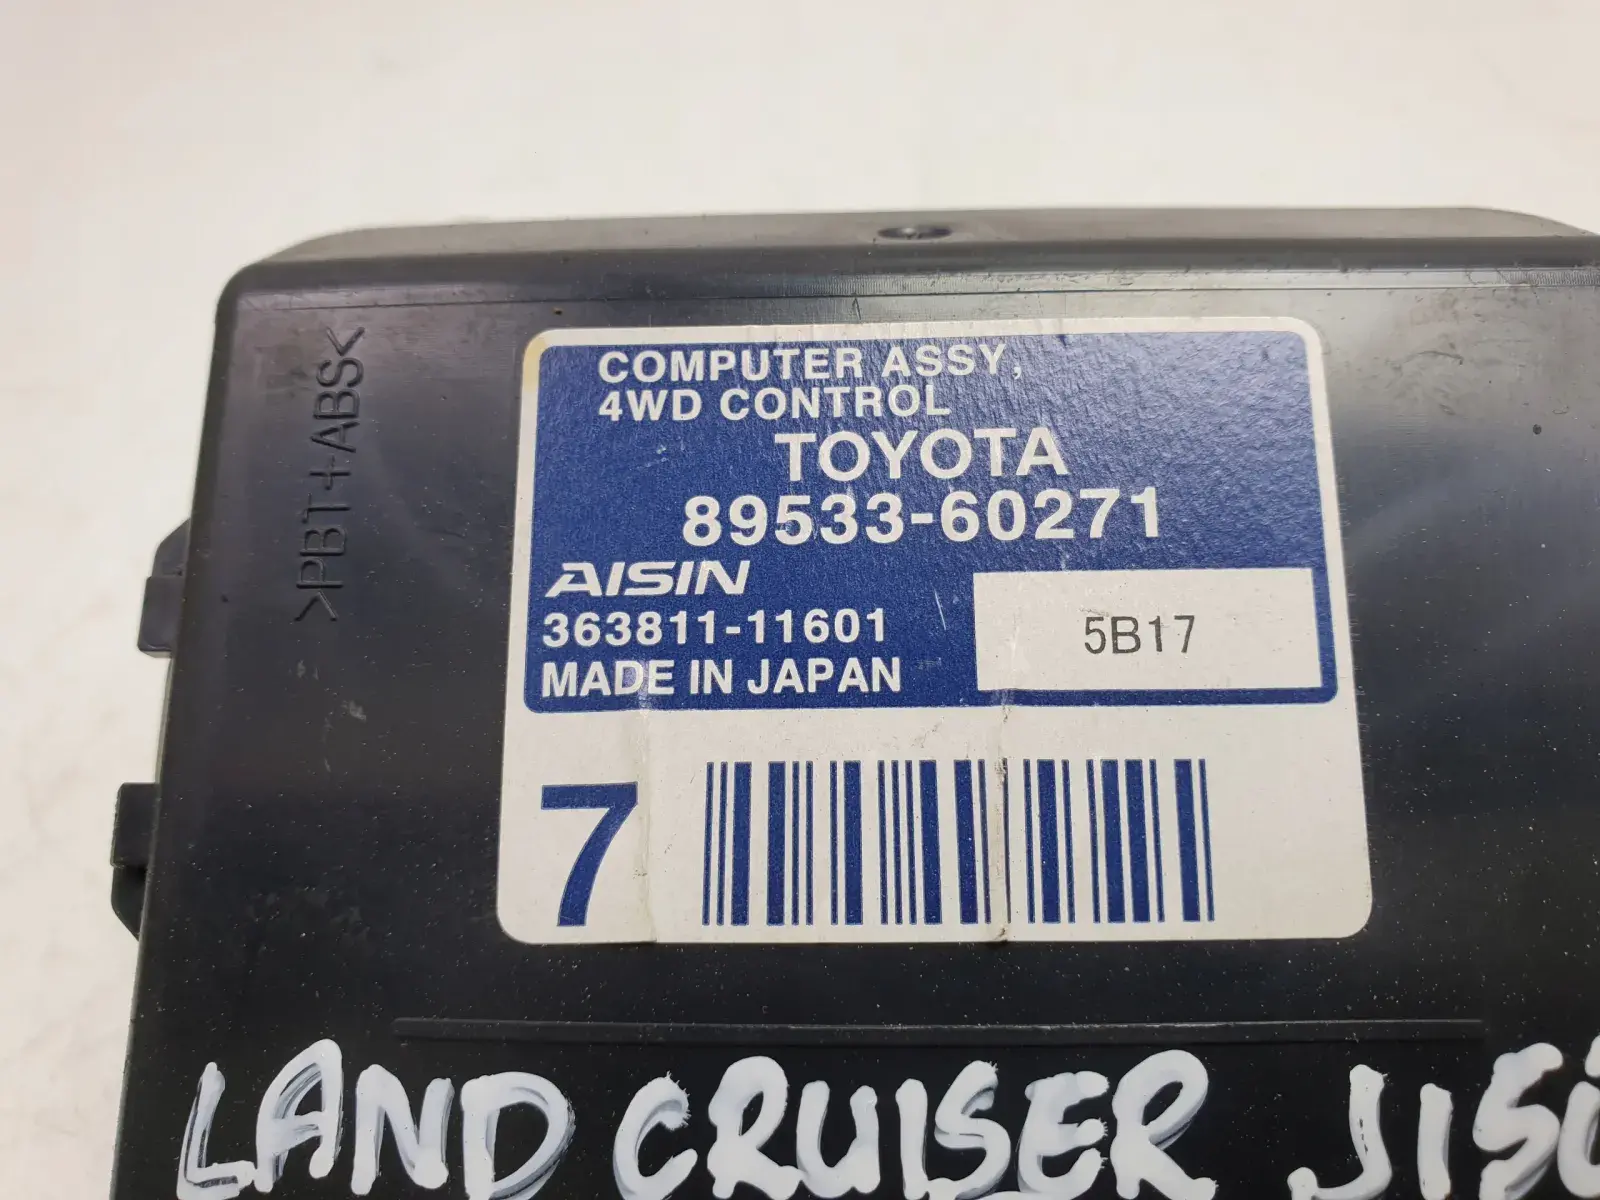 >PBT+ABS<
COMPUTER ASSY,
4WD CONTROL
TOYOTA
89533-60271
AISIN
363811-11601
MADE IN JAPAN
5B17
7
LAND CRUISER